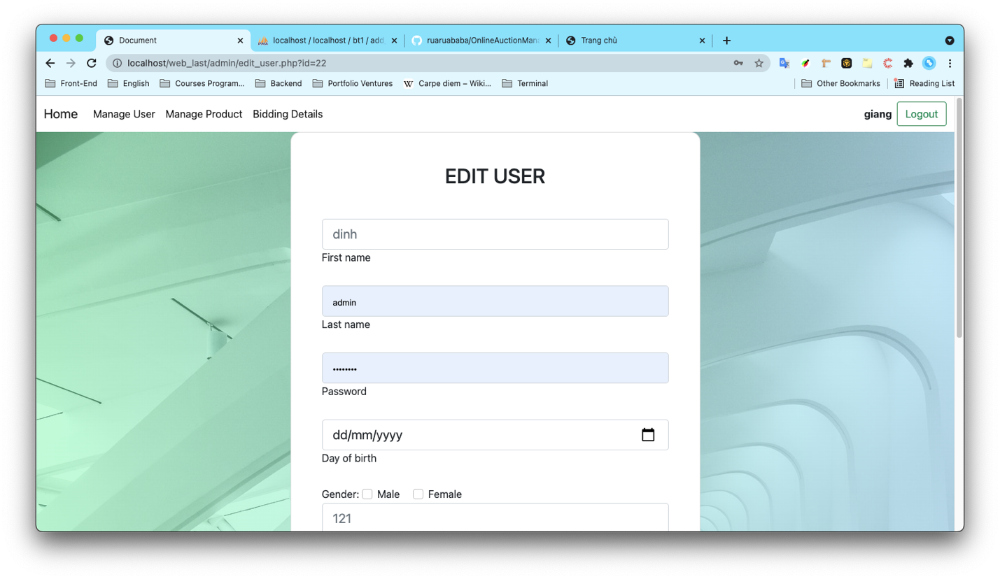 Document
localhost / localhost / bt1 / add
ruaruababa/OnlineAuctionMana
Trang chủ
localhost/web_last/admin/edit_user.php?id=22
Front-End English Courses Program... Backend Portfolio Ventures W Carpe diem – Wiki... Terminal Other Bookmarks Reading List
Home Manage User Manage Product Bidding Details giang Logout
EDIT USER
dinh
First name
admin
Last name
••••••••
Password
dd/mm/yyyy
Day of birth
Gender: Male Female
121